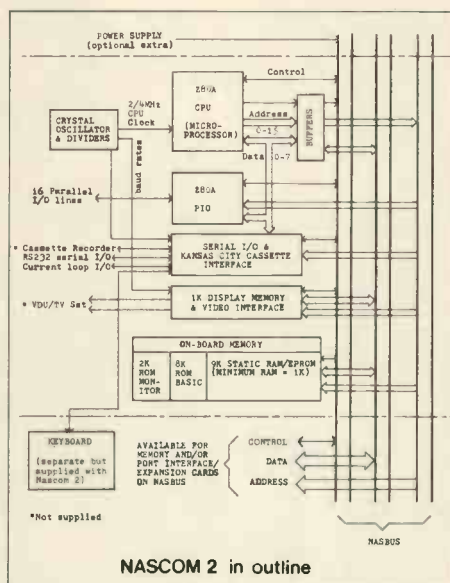 POWER SUPPLY
(optional extra)
Control
Z80A
CPU
(MICRO-
PROCESSOR)
2/4MHz
CPU
Clock
CRYSTAL
OSCILLATOR
& DIVIDERS
Address
0-15
Data
0-7
BUFFERS
baud rates
16 Parallel
I/O lines
Z80A
PIO
* Cassette Recorder
RS232 serial I/O
Current loop I/O
SERIAL I/O &
KANSAS CITY CASSETTE
INTERFACE
* VDU/TV Set
1K DISPLAY MEMORY
& VIDEO INTERFACE
ON-BOARD MEMORY
2K
ROM
MON-
ITOR
8K
ROM
BASIC
9K STATIC RAM/EPROM
(MINIMUM RAM = 1K)
KEYBOARD
(separate but
supplied with
Nascom 2)
AVAILABLE FOR
MEMORY AND/OR
PORT INTERFACE/
EXPANSION CARDS
ON NASBUS
CONTROL
DATA
ADDRESS
*Not supplied
NASBUS
NASCOM 2 in outline